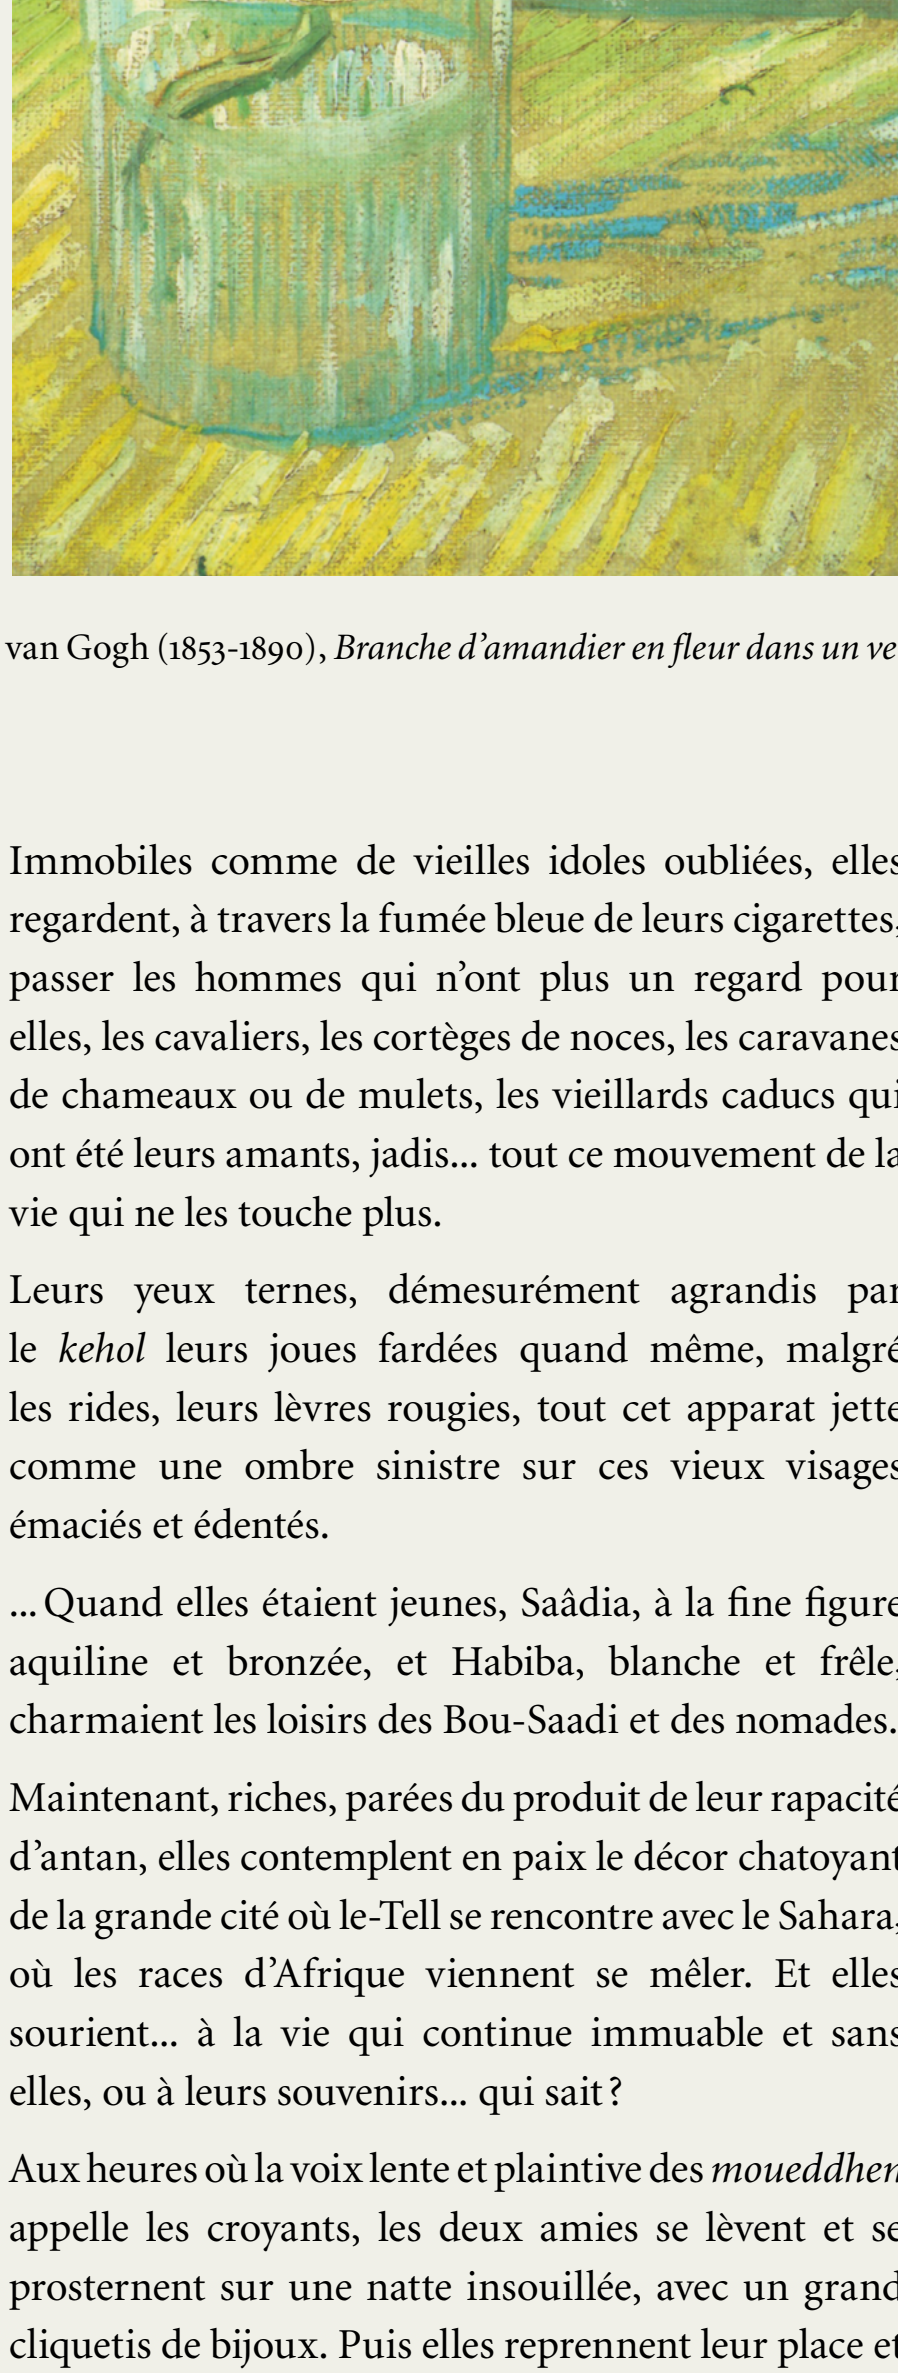 van Gogh (1853-1890), Branche d’amandier en fleur dans un ve
Immobiles comme de vieilles idoles oubliées, elles
regardent, à travers la fumée bleue de leurs cigarettes,
passer les hommes qui n’ont plus un regard pour
elles, les cavaliers, les cortèges de noces, les caravanes
de chameaux ou de mulets, les vieillards caducs qui
ont été leurs amants, jadis... tout ce mouvement de la
vie qui ne les touche plus.
Leurs yeux ternes, démesurément agrandis par
le kehol leurs joues fardées quand même, malgré
les rides, leurs lèvres rougies, tout cet apparat jette
comme une ombre sinistre sur ces vieux visages
émaciés et édentés.
... Quand elles étaient jeunes, Saâdia, à la fine figure
aquiline et bronzée, et Habiba, blanche et frêle,
charmaient les loisirs des Bou-Saadi et des nomades.
Maintenant, riches, parées du produit de leur rapacité
d’antan, elles contemplent en paix le décor chatoyant
de la grande cité où le-Tell se rencontre avec le Sahara,
où les races d’Afrique viennent se mêler. Et elles
sourient... à la vie qui continue immuable et sans
elles, ou à leurs souvenirs... qui sait ?
Aux heures où la voix lente et plaintive des moueddhen
appelle les croyants, les deux amies se lèvent et se
prosternent sur une natte insouillée, avec un grand
cliquetis de bijoux. Puis elles reprennent leur place et